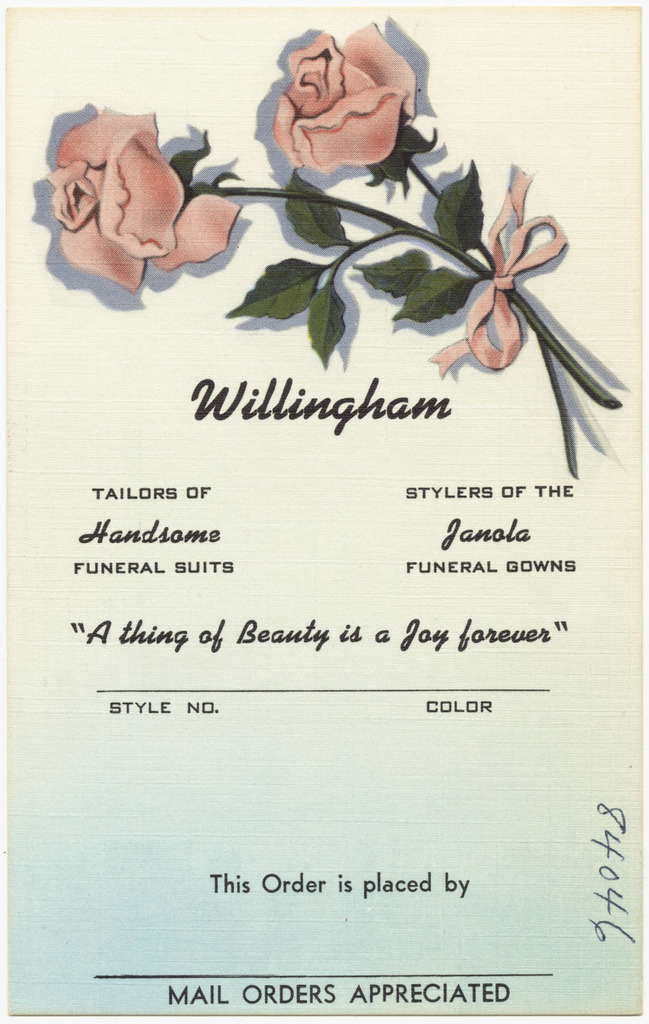 Willingham
TAILORS OF
Handsome
FUNERAL SUITS
STYLERS OF THE
Janola
FUNERAL GOWNS
"A thing of Beauty is a Joy forever"
STYLE NO.
COLOR
This Order is placed by
MAIL ORDERS APPRECIATED
84046